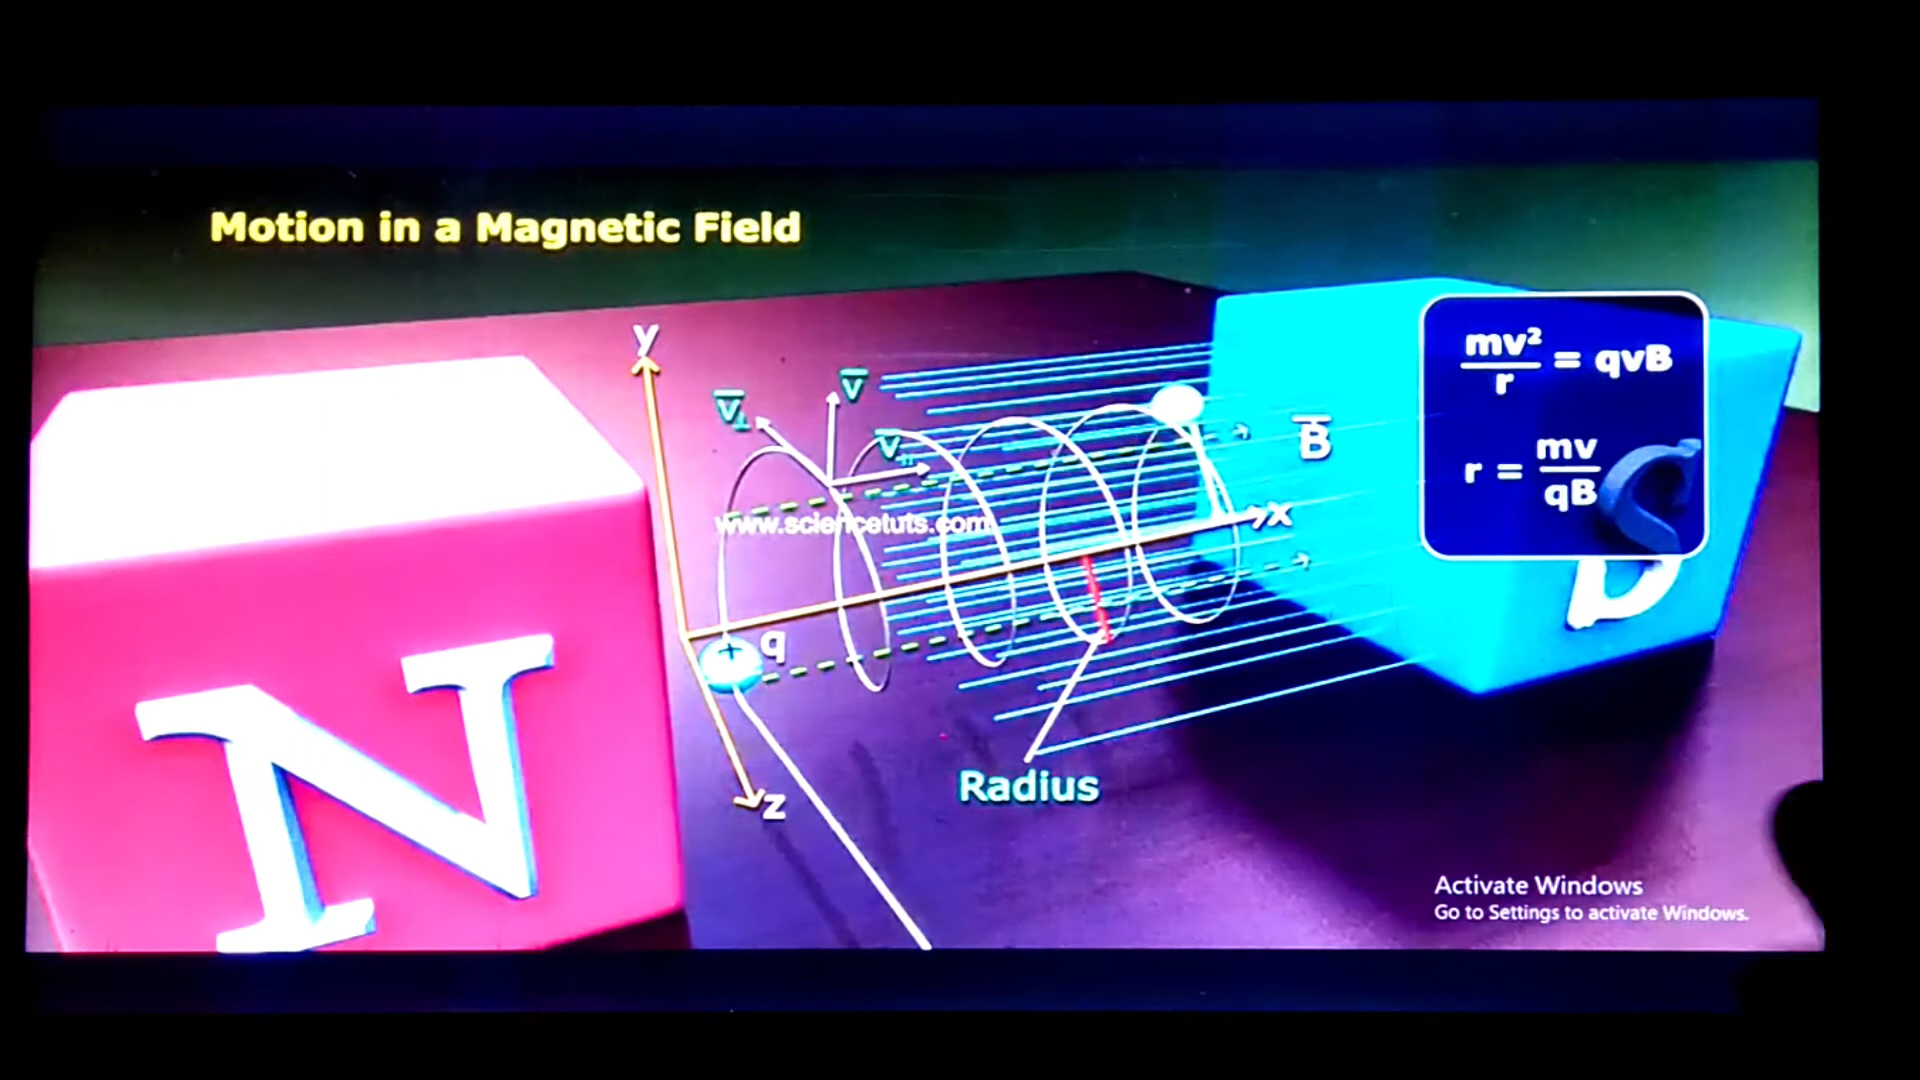 Motion in a Magnetic Field
y
v̅⊥
v̅
v̅॥
B̅
x
www.sciencetuts.com
q
+
z
Radius
mv²/r = qvB
r = mv/qB
N
S
Activate Windows
Go to Settings to activate Windows.